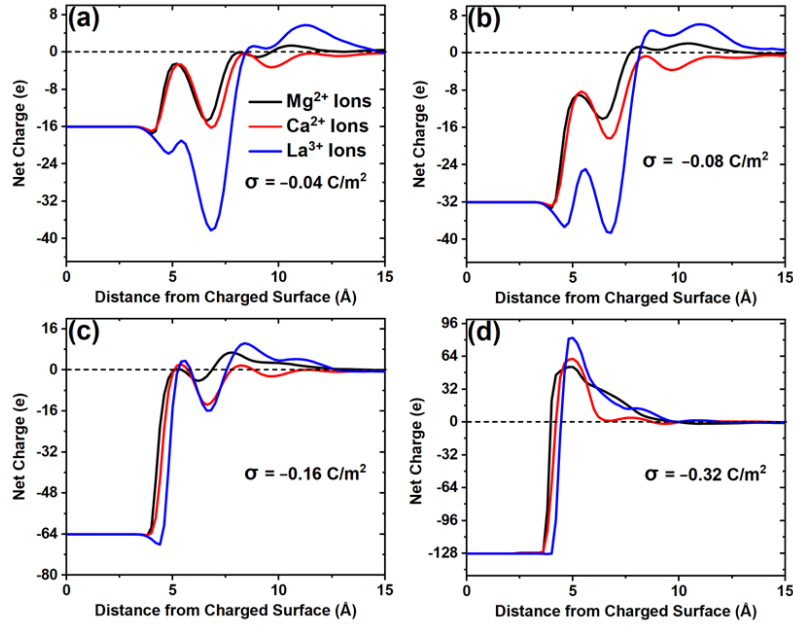 (a)
Net Charge (e)
8
0
-8
-16
-24
-32
-40
Mg²⁺ Ions
Ca²⁺ Ions
La³⁺ Ions
σ = −0.04 C/m²
0 5 10 15
Distance from Charged Surface (Å)
(b)
Net Charge (e)
8
0
-8
-16
-24
-32
-40
σ = −0.08 C/m²
0 5 10 15
Distance from Charged Surface (Å)
(c)
Net Charge (e)
16
0
-16
-32
-48
-64
-80
σ = −0.16 C/m²
0 5 10 15
Distance from Charged Surface (Å)
(d)
Net Charge (e)
96
64
32
0
-32
-64
-96
-128
σ = −0.32 C/m²
0 5 10 15
Distance from Charged Surface (Å)